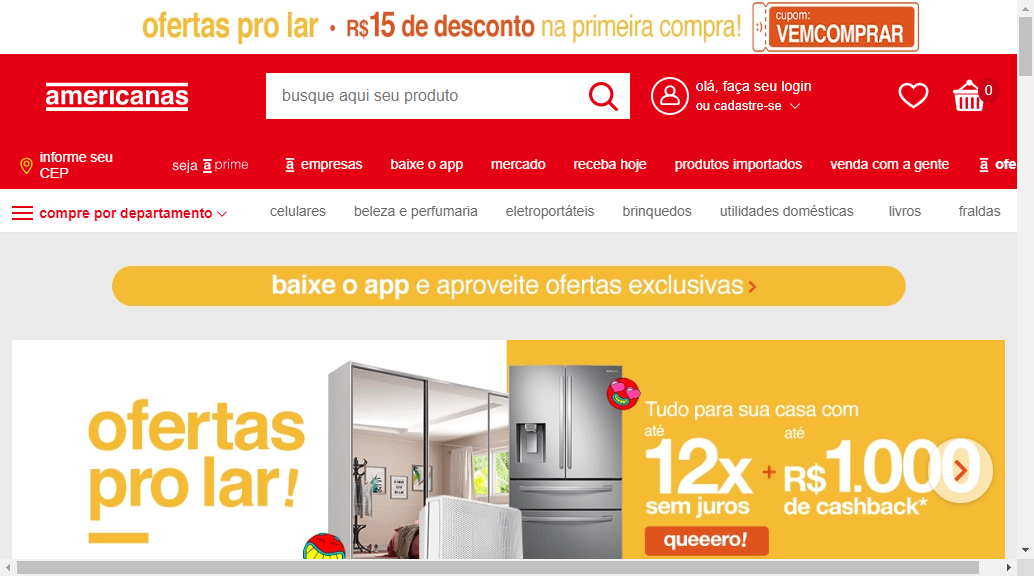 ofertas pro lar • R$15 de desconto na primeira compra! cupom: VEMCOMPRAR
americanas
busque aqui seu produto
olá, faça seu login
ou cadastre-se
0
informe seu
CEP
seja a prime
a empresas
baixe o app
mercado
receba hoje
produtos importados
venda com a gente
a ofe
compre por departamento
celulares
beleza e perfumaria
eletroportáteis
brinquedos
utilidades domésticas
livros
fraldas
baixe o app e aproveite ofertas exclusivas
ofertas
pro lar!
Tudo para sua casa com
até
12x
sem juros
+
até
R$1.000
de cashback*
queeero!